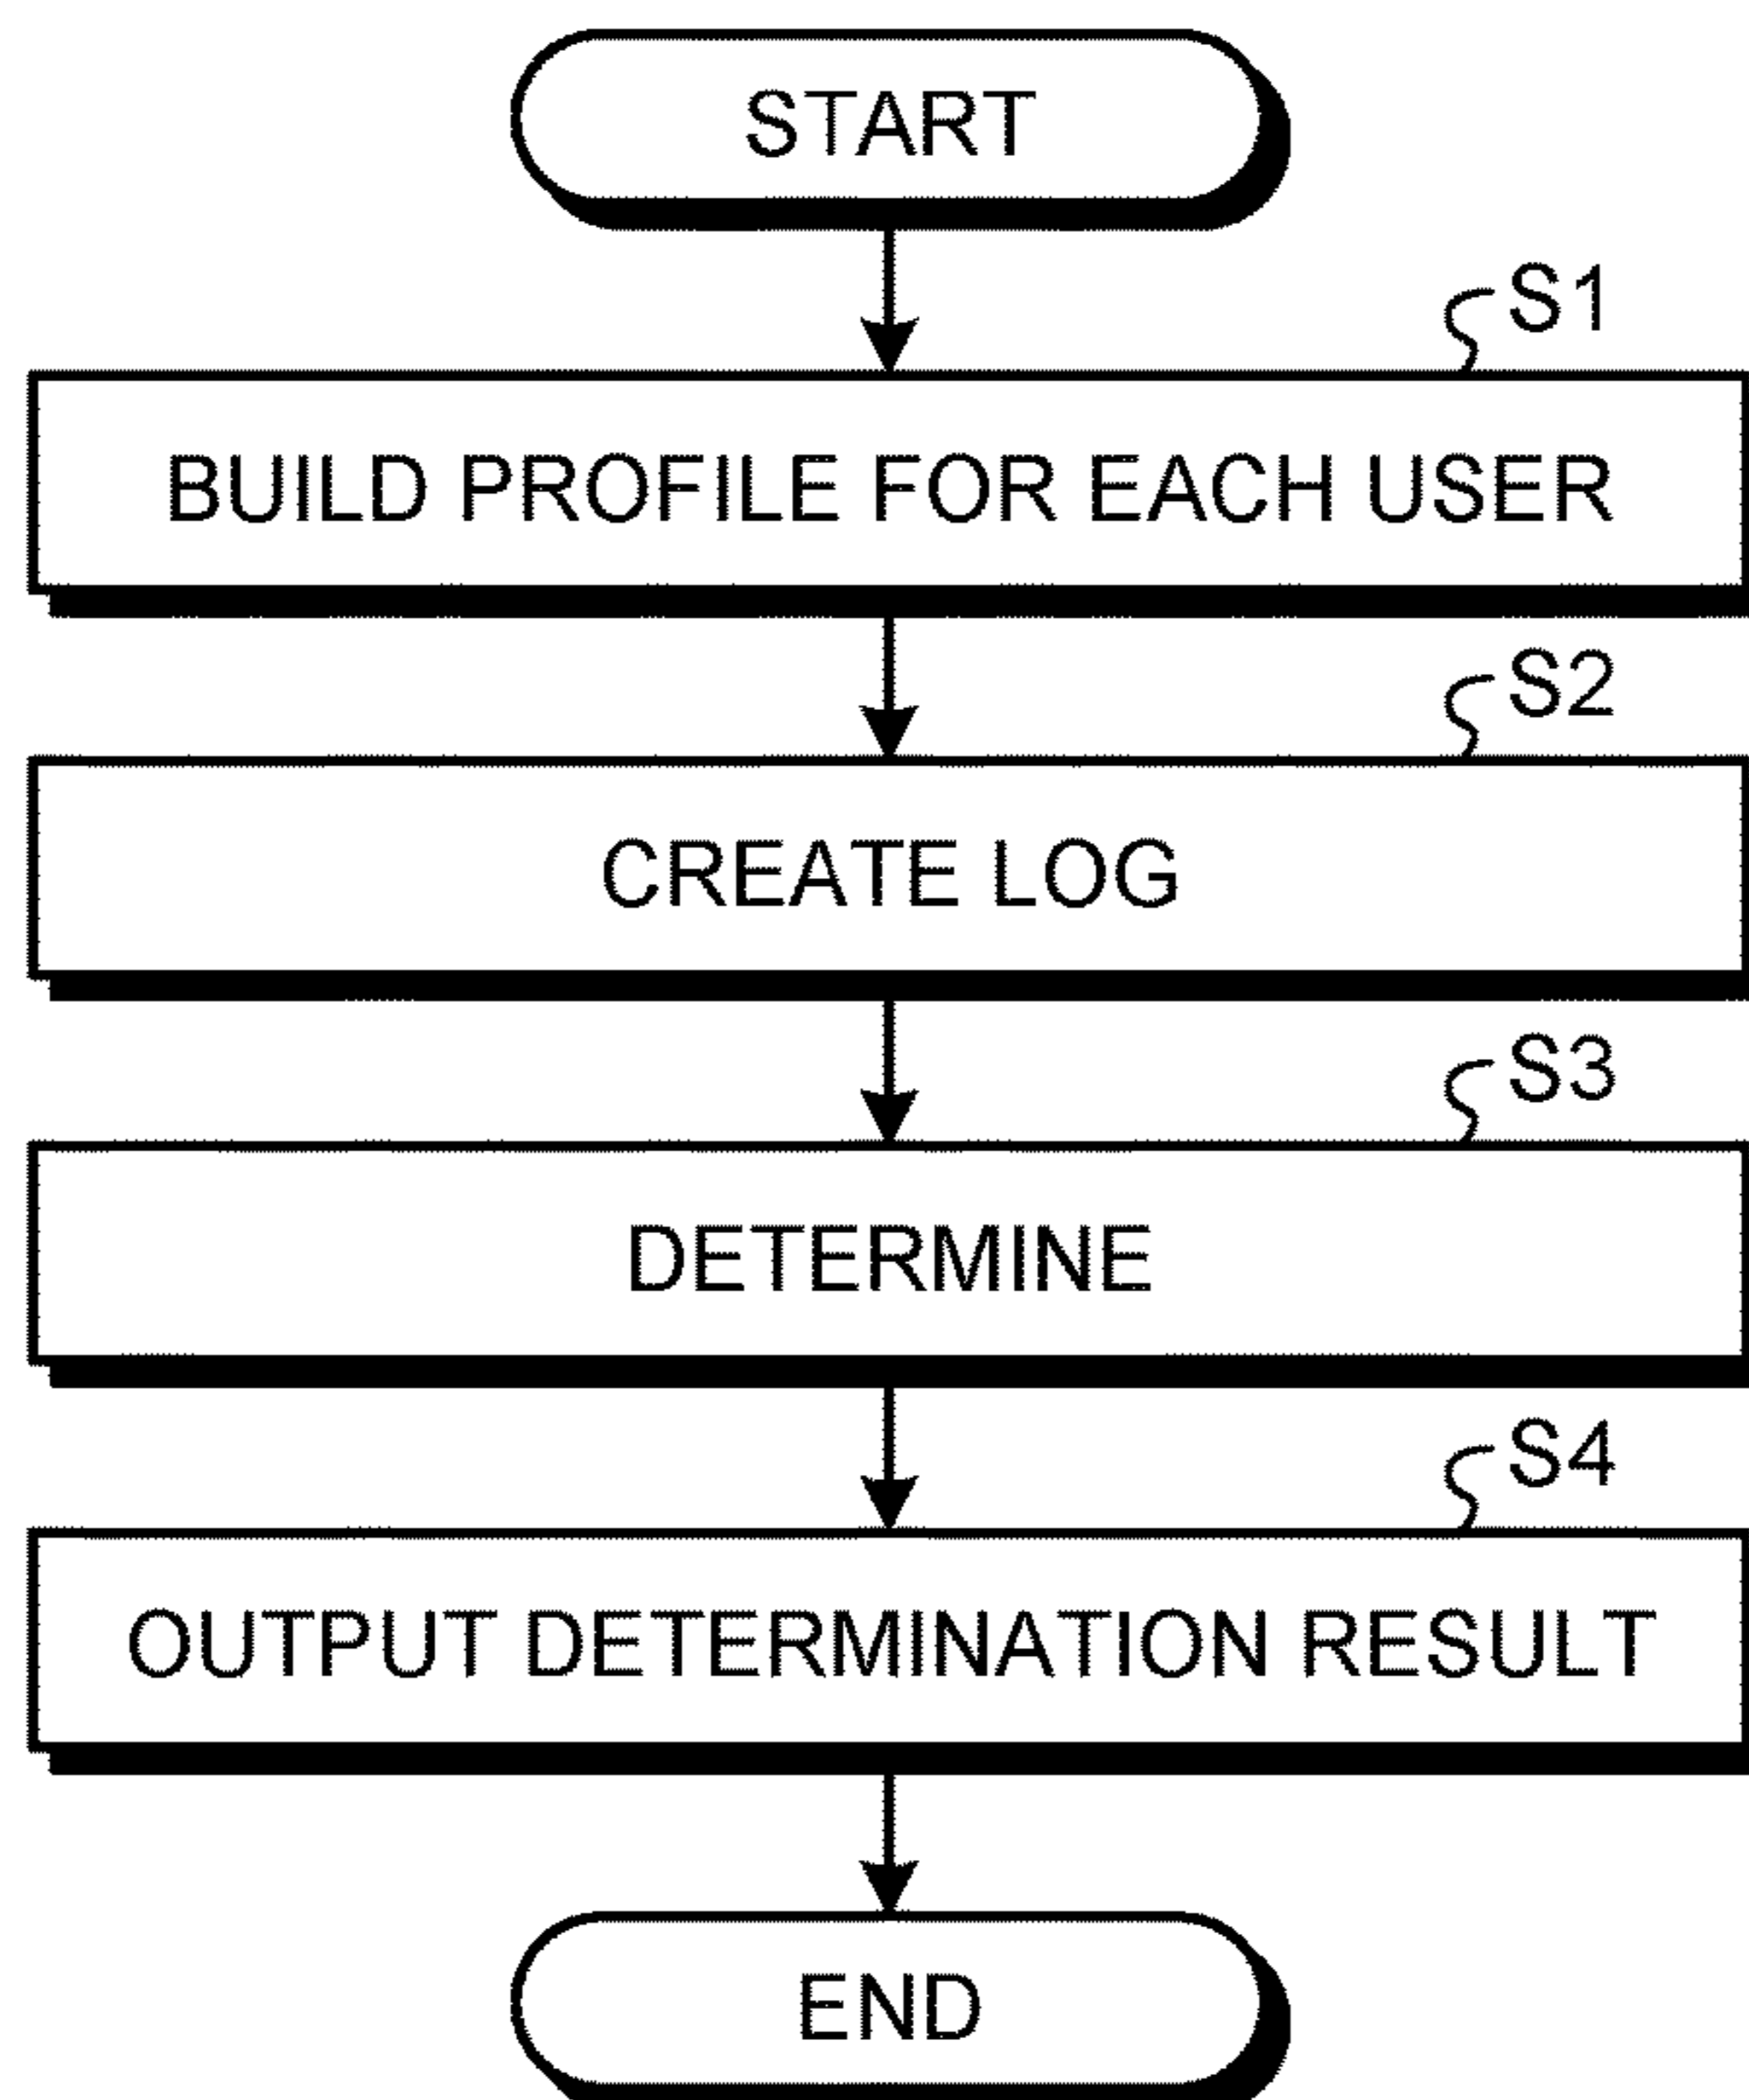 START
S1
BUILD PROFILE FOR EACH USER
S2
CREATE LOG
S3
DETERMINE
S4
OUTPUT DETERMINATION RESULT
END